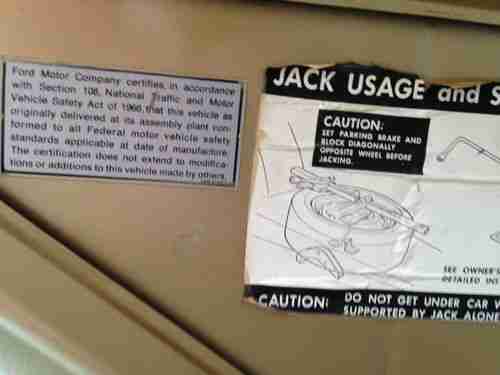 Ford Motor Company certifies, in accordance
with Section 108, National Traffic and Motor
Vehicle Safety Act of 1966, that this vehicle as
originally delivered at its assembly plant con-
formed to all Federal motor vehicle safety
standards applicable at date of manufacture.
The certification does not extend to modifica-
tions or additions to this vehicle made by others.
JACK USAGE and S
CAUTION:
SET PARKING BRAKE AND
BLOCK DIAGONALLY
OPPOSITE WHEEL BEFORE
JACKING.
SEE OWNER'S
DETAILED INS
CAUTION: DO NOT GET UNDER CAR W
SUPPORTED BY JACK ALONE